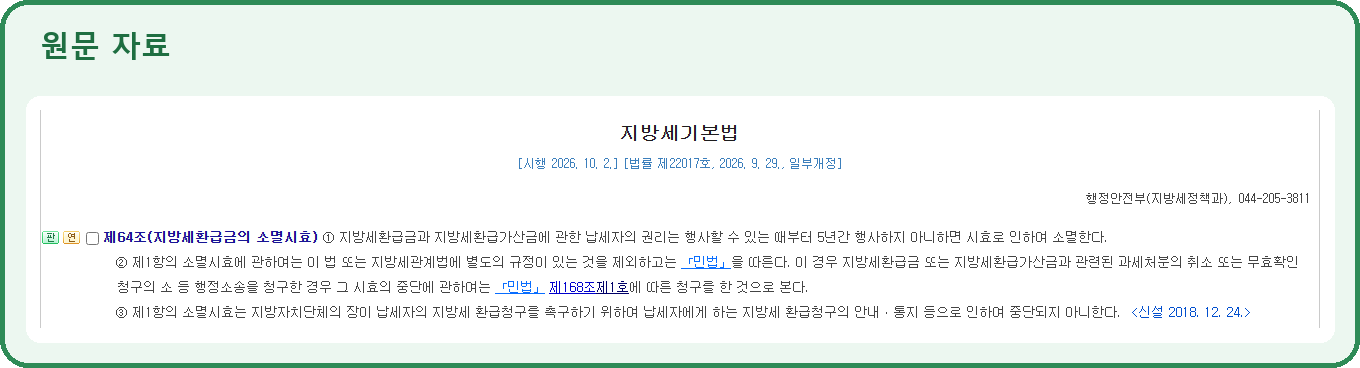 원문 자료
지방세기본법
[시행 2026. 10. 2.] [법률 제22017호, 2026. 9. 29., 일부개정]
행정안전부(지방세정책과), 044-205-3811
판 연 제64조(지방세환급금의 소멸시효) ① 지방세환급금과 지방세환급가산금에 관한 납세자의 권리는 행사할 수 있는 때부터 5년간 행사하지 아니하면 시효로 인하여 소멸한다.
② 제1항의 소멸시효에 관하여는 이 법 또는 지방세관계법에 별도의 규정이 있는 것을 제외하고는 「민법」을 따른다. 이 경우 지방세환급금 또는 지방세환급가산금과 관련된 과세처분의 취소 또는 무효확인
청구의 소 등 행정소송을 청구한 경우 그 시효의 중단에 관하여는 「민법」 제168조제1호에 따른 청구를 한 것으로 본다.
③ 제1항의 소멸시효는 지방자치단체의 장이 납세자의 지방세 환급청구를 촉구하기 위하여 납세자에게 하는 지방세 환급청구의 안내ㆍ통지 등으로 인하여 중단되지 아니한다. <신설 2018. 12. 24.>